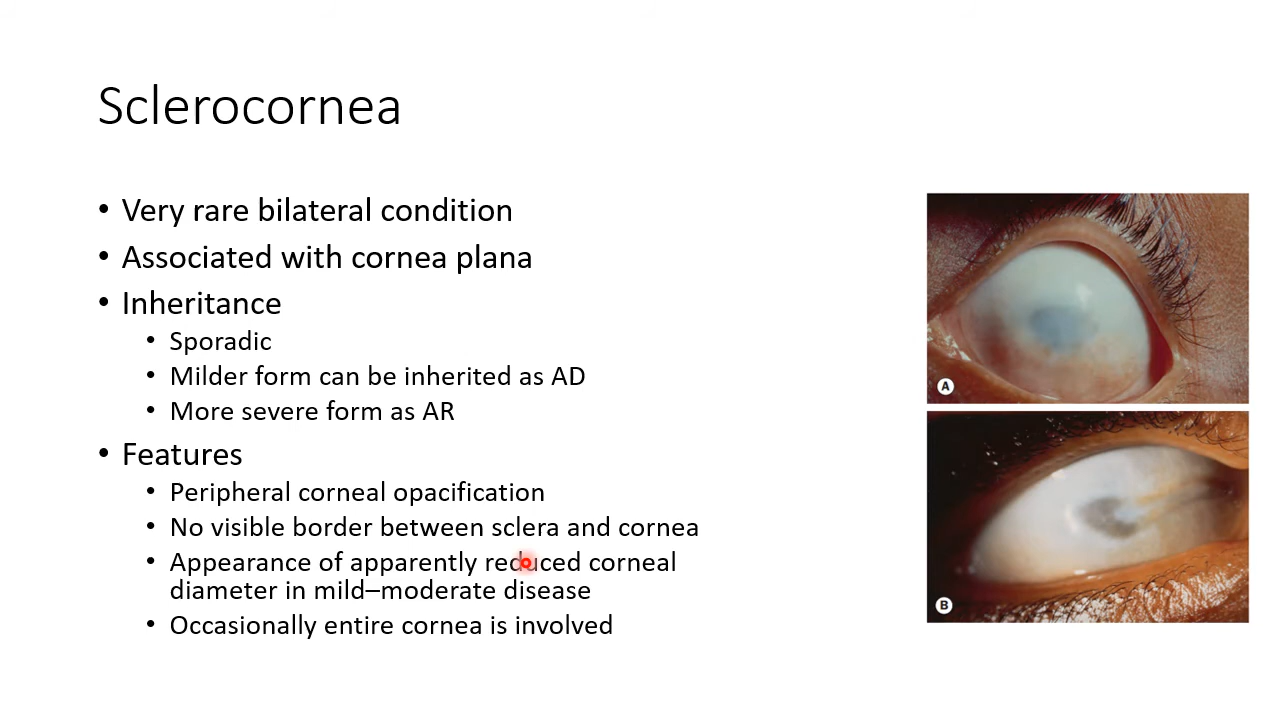 Sclerocornea
• Very rare bilateral condition
• Associated with cornea plana
• Inheritance
• Sporadic
• Milder form can be inherited as AD
• More severe form as AR
• Features
• Peripheral corneal opacification
• No visible border between sclera and cornea
• Appearance of apparently reduced corneal
diameter in mild–moderate disease
• Occasionally entire cornea is involved
A
B